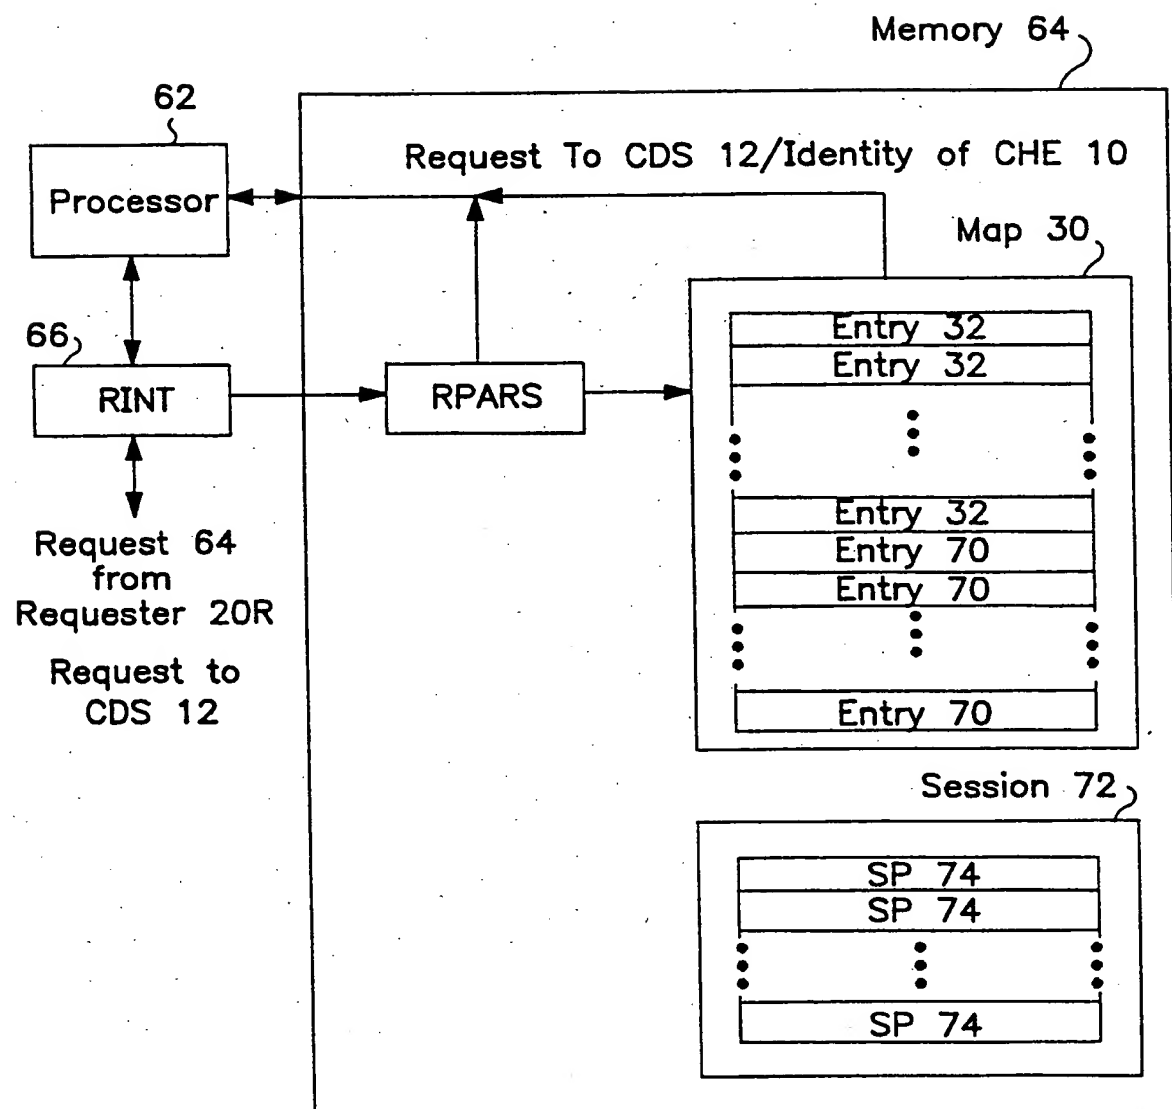 Memory 64
62
Request To CDS 12/Identity of CHE 10
Processor
Map 30
Entry 32
Entry 32
66
RINT
RPARS
Entry 32
Entry 70
Entry 70
Entry 70
Request 64
from
Requester 20R
Request to
CDS 12
Session 72
SP 74
SP 74
SP 74